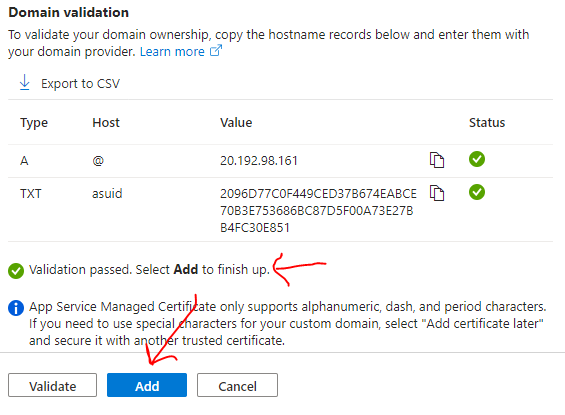 Domain validation
To validate your domain ownership, copy the hostname records below and enter them with
your domain provider. Learn more
Export to CSV
Type Host Value Status
A @ 20.192.98.161
TXT asuid 2096D77C0F449CED37B674EABCE
70B3E753686BC87D5F00A73E27B
B4FC30E851
Validation passed. Select Add to finish up.
App Service Managed Certificate only supports alphanumeric, dash, and period characters.
If you need to use special characters for your custom domain, select "Add certificate later"
and secure it with another trusted certificate.
Validate Add Cancel